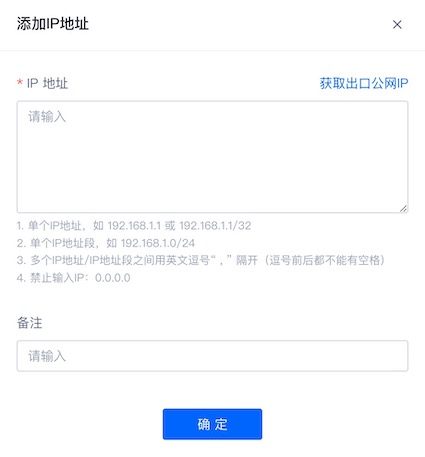 添加IP地址
* IP 地址 获取出口公网IP
请输入
1. 单个IP地址，如 192.168.1.1 或 192.168.1.1/32
2. 单个IP地址段，如 192.168.1.0/24
3. 多个IP地址/IP地址段之间用英文逗号“ , ”隔开（逗号前后都不能有空格）
4. 禁止输入IP：0.0.0.0
备注
请输入
确 定